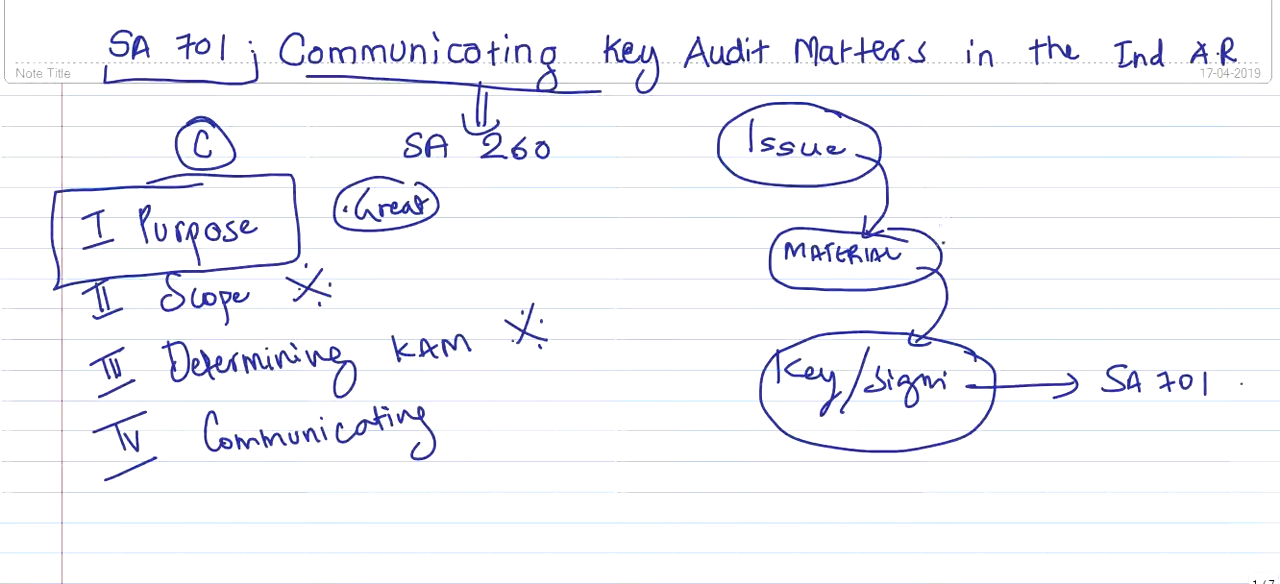 SA 701 ; Communicating Key Audit Matters in the Ind A.R
Note Title
17-04-2019
C
SA 260
Issue
Great
I Purpose
MATERIAL
II Scope
III Determining KAM
Key/Signi → SA 701
IV Communicating